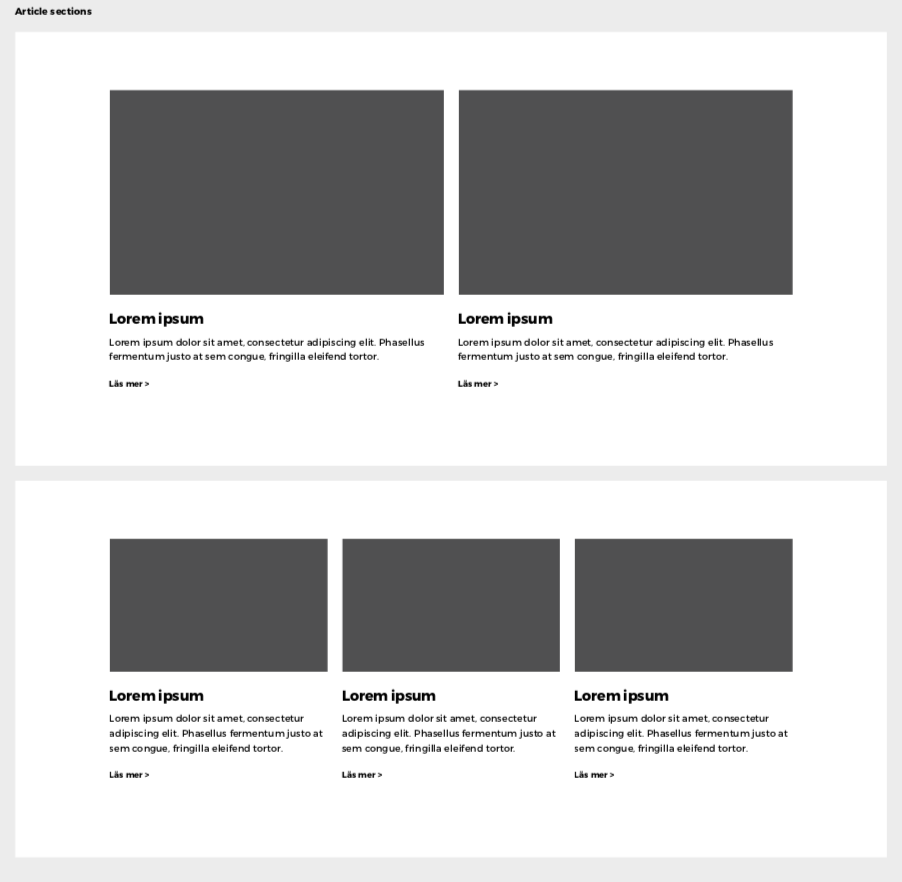 Article sections
Lorem ipsum
Lorem ipsum dolor sit amet, consectetur adipiscing elit. Phasellus
fermentum justo at sem congue, fringilla eleifend tortor.
Läs mer >
Lorem ipsum
Lorem ipsum dolor sit amet, consectetur adipiscing elit. Phasellus
fermentum justo at sem congue, fringilla eleifend tortor.
Läs mer >
Lorem ipsum
Lorem ipsum dolor sit amet, consectetur
adipiscing elit. Phasellus fermentum justo at
sem congue, fringilla eleifend tortor.
Läs mer >
Lorem ipsum
Lorem ipsum dolor sit amet, consectetur
adipiscing elit. Phasellus fermentum justo at
sem congue, fringilla eleifend tortor.
Läs mer >
Lorem ipsum
Lorem ipsum dolor sit amet, consectetur
adipiscing elit. Phasellus fermentum justo at
sem congue, fringilla eleifend tortor.
Läs mer >